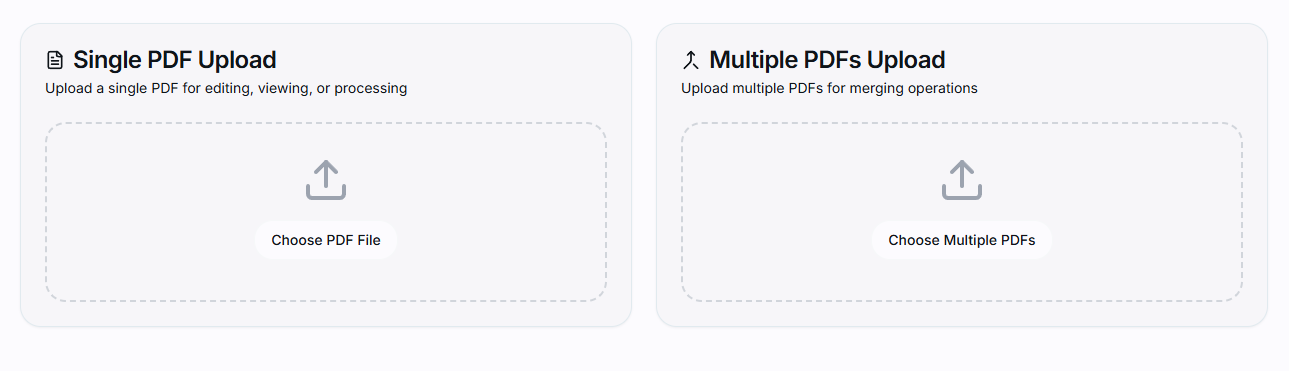 Single PDF Upload
Upload a single PDF for editing, viewing, or processing
Choose PDF File
Multiple PDFs Upload
Upload multiple PDFs for merging operations
Choose Multiple PDFs